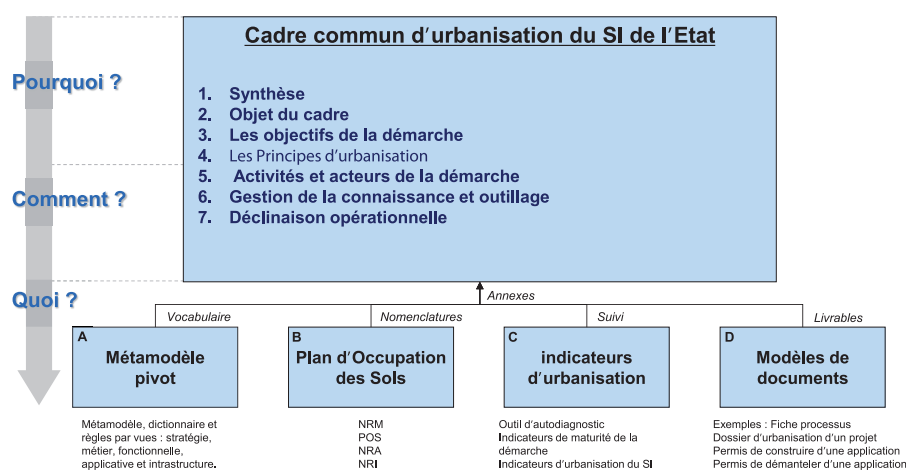 Cadre commun d'urbanisation du SI de l'Etat
Pourquoi ?
1. Synthèse
2. Objet du cadre
3. Les objectifs de la démarche
4. Les Principes d'urbanisation
5. Activités et acteurs de la démarche
6. Gestion de la connaissance et outillage
7. Déclinaison opérationnelle
Comment ?
Quoi ?
Annexes
Vocabulaire
Nomenclatures
Suivi
Livrables
A
Métamodèle
pivot
B
Plan d'Occupation
des Sols
C
indicateurs
d'urbanisation
D
Modèles de
documents
Métamodèle, dictionnaire et
règles par vues : stratégie,
métier, fonctionnelle,
applicative et intrastructure.
NRM
POS
NRA
NRI
Outil d'autodiagnostic
Indicateurs de maturité de la
démarche
Indicateurs d'urbanisation du SI
Exemples : Fiche processus
Dossier d'urbanisation d'un projet
Permis de construire d'une application
Permis de démanteler d'une application